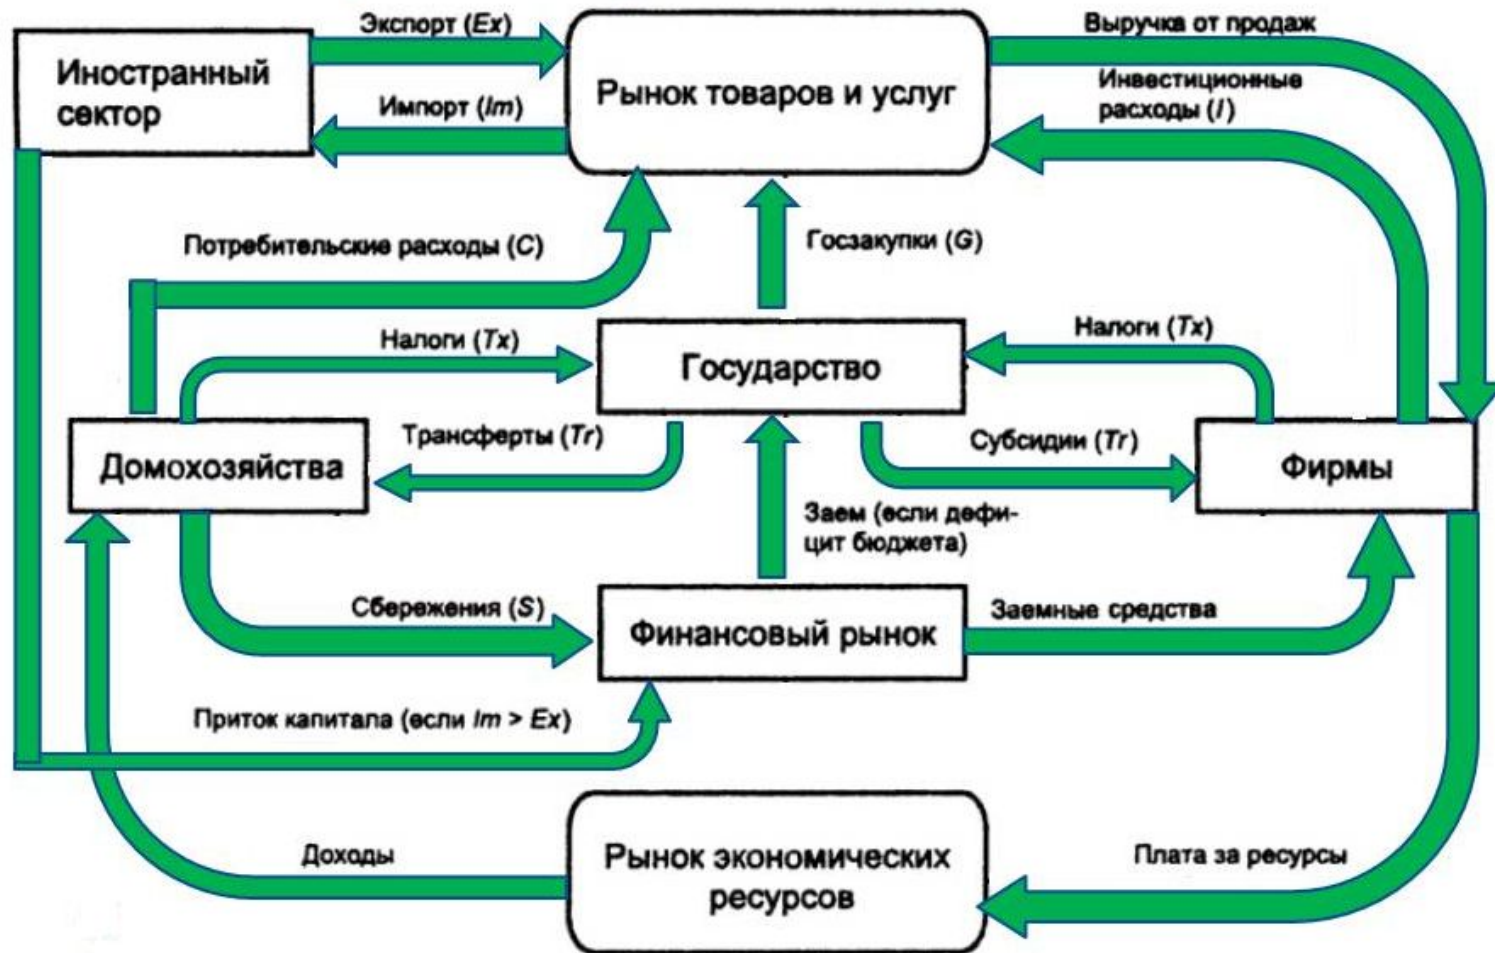 Экспорт (Ex)
Выручка от продаж
Иностранный
сектор
Рынок товаров и услуг
Инвестиционные
расходы (I)
Импорт (Im)
Потребительские расходы (C)
Госзакупки (G)
Налоги (Tx)
Государство
Налоги (Tx)
Домохозяйства
Трансферты (Tr)
Субсидии (Tr)
Фирмы
Заем (если дефи-
цит бюджета)
Сбережения (S)
Финансовый рынок
Заемные средства
Приток капитала (если Im > Ex)
Доходы
Рынок экономических
ресурсов
Плата за ресурсы